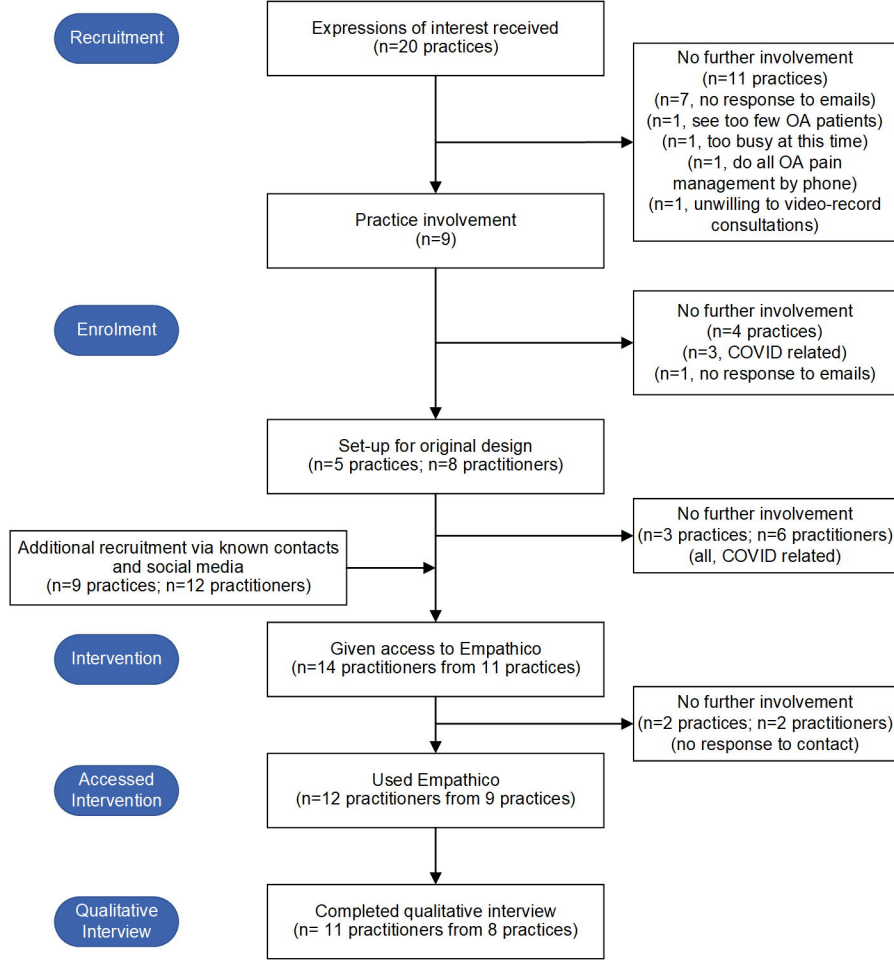 Recruitment
Expressions of interest received
(n=20 practices)
No further involvement
(n=11 practices)
(n=7, no response to emails)
(n=1, see too few OA patients)
(n=1, too busy at this time)
(n=1, do all OA pain
management by phone)
(n=1, unwilling to video-record
consultations)
Practice involvement
(n=9)
Enrolment
No further involvement
(n=4 practices)
(n=3, COVID related)
(n=1, no response to emails)
Set-up for original design
(n=5 practices; n=8 practitioners)
No further involvement
(n=3 practices; n=6 practitioners)
(all, COVID related)
Additional recruitment via known contacts
and social media
(n=9 practices; n=12 practitioners)
Intervention
Given access to Empathico
(n=14 practitioners from 11 practices)
No further involvement
(n=2 practices; n=2 practitioners)
(no response to contact)
Accessed
Intervention
Used Empathico
(n=12 practitioners from 9 practices)
Qualitative
Interview
Completed qualitative interview
(n= 11 practitioners from 8 practices)